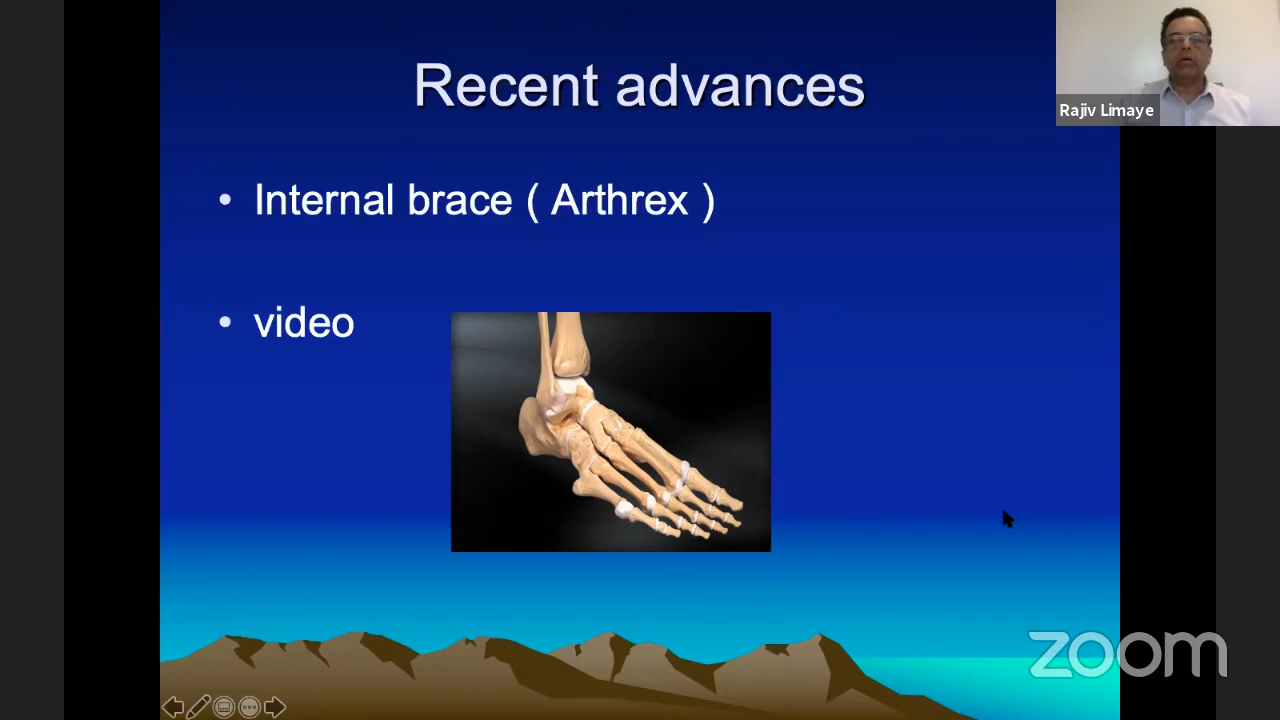 Recent advances
Rajiv Limaye
• Internal brace ( Arthrex )
• video
zoom